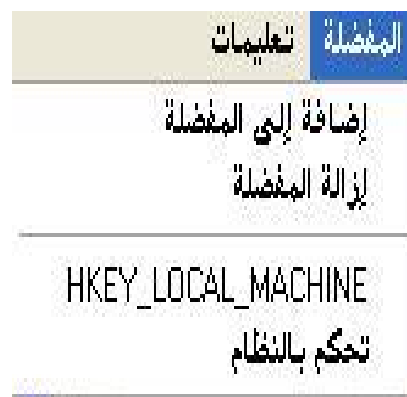 المفضلة تعليمات
إضافة إلى المفضلة
إزالة المفضلة
HKEY_LOCAL_MACHINE
تحكم بالنظام